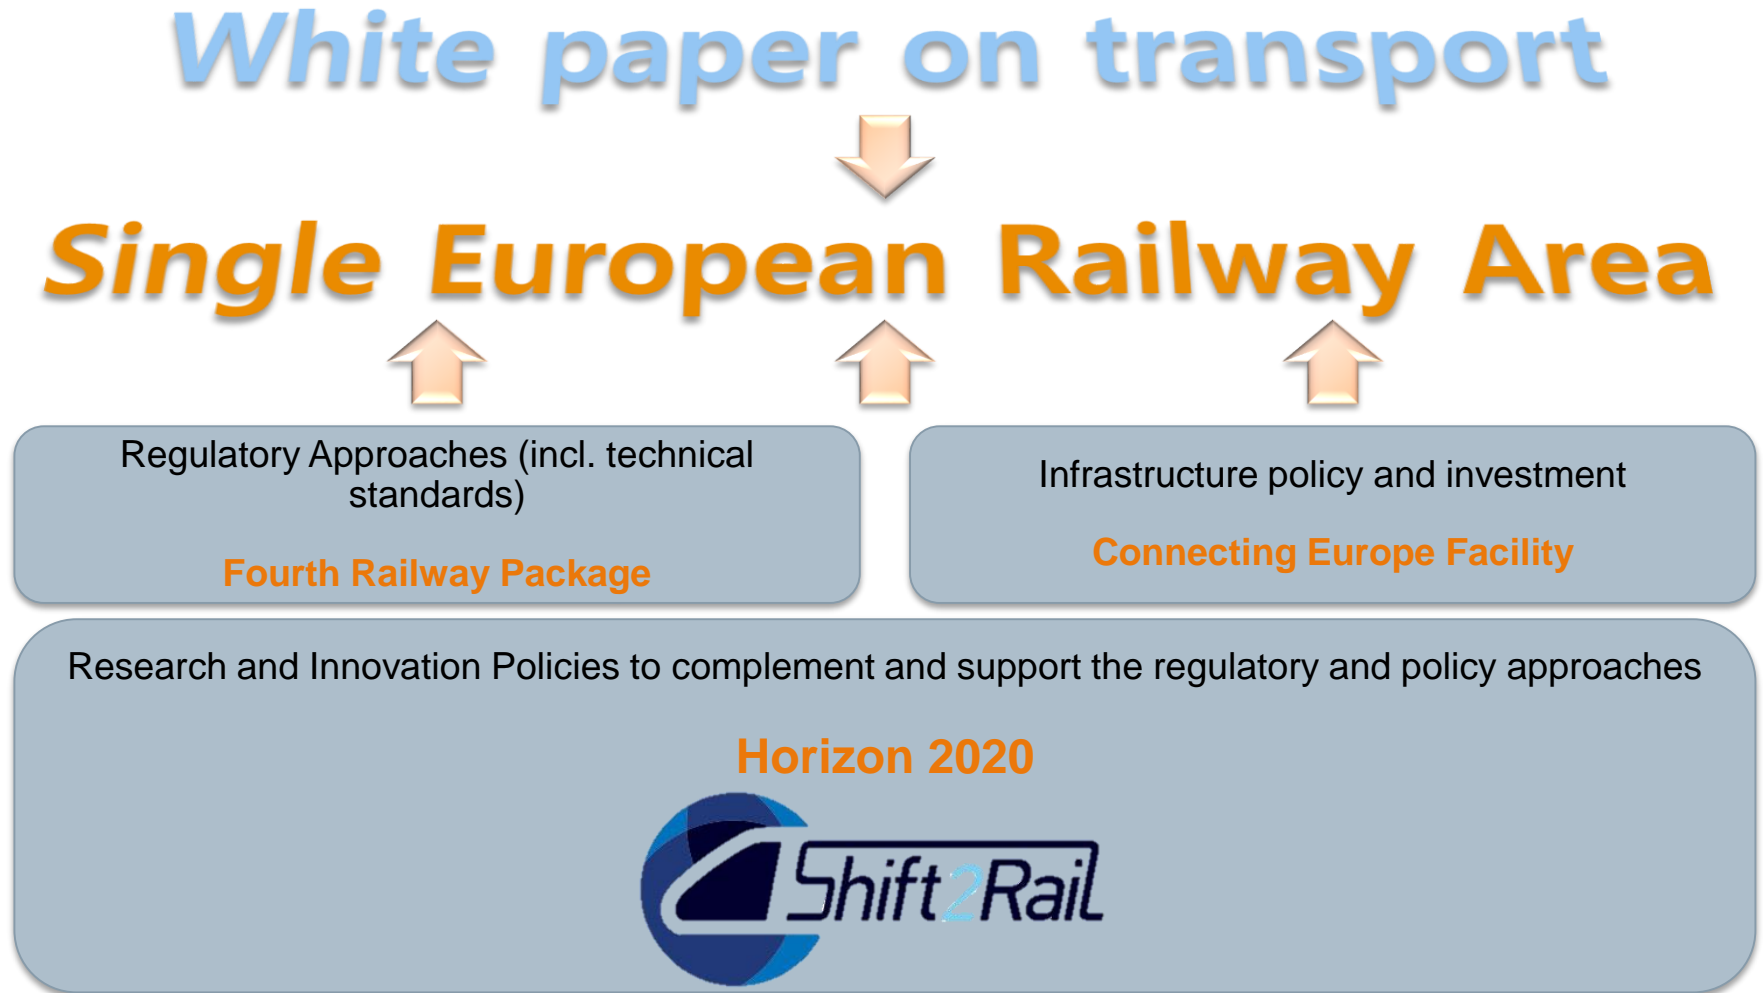 White paper on transport
Single European Railway Area
Regulatory Approaches (incl. technical
standards)
Fourth Railway Package
Infrastructure policy and investment
Connecting Europe Facility
Research and Innovation Policies to complement and support the regulatory and policy approaches
Horizon 2020
Shift2Rail